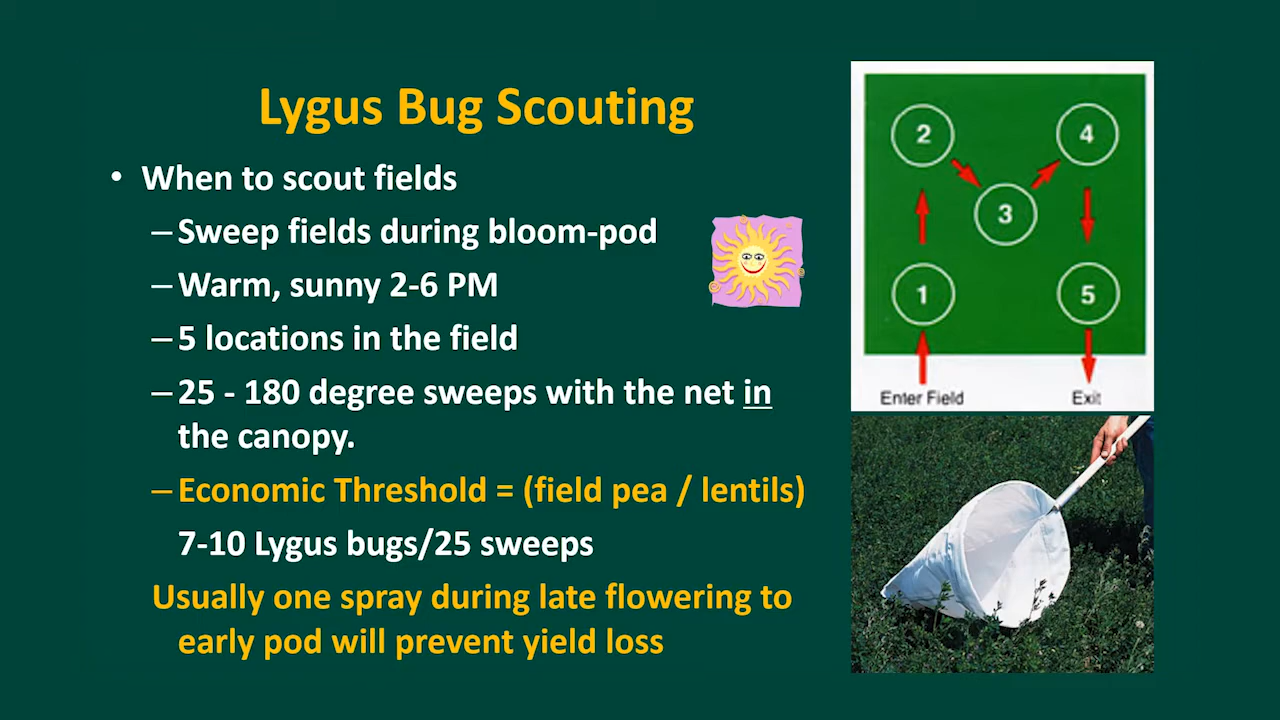 Lygus Bug Scouting
• When to scout fields
– Sweep fields during bloom-pod
– Warm, sunny 2-6 PM
– 5 locations in the field
– 25 - 180 degree sweeps with the net in
the canopy.
– Economic Threshold = (field pea / lentils)
7-10 Lygus bugs/25 sweeps
Usually one spray during late flowering to
early pod will prevent yield loss
2 4
3
1 5
Enter Field Exit